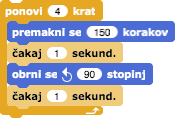 ponovi 4 krat
premakni se 150 korakov
čakaj 1 sekund.
obrni se 90 stopinj
čakaj 1 sekund.